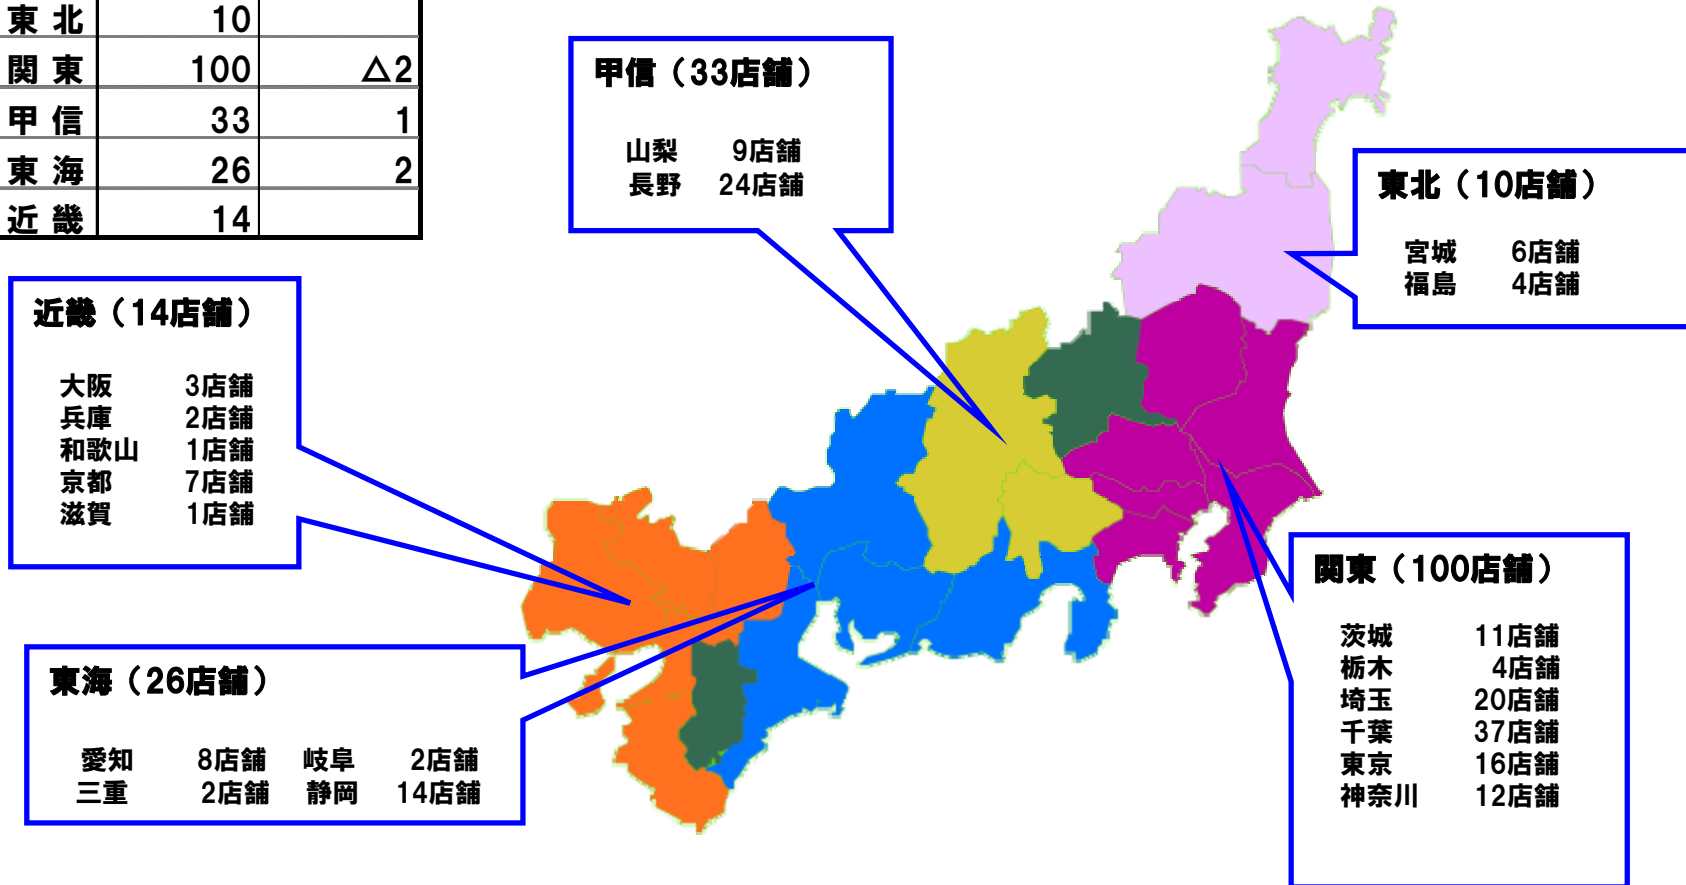 東北 10
関東 100 △2
甲信 33 1
東海 26 2
近畿 14
甲信（33店舗）
山梨 9店舗
長野 24店舗
東北（10店舗）
宮城 6店舗
福島 4店舗
近畿（14店舗）
大阪 3店舗
兵庫 2店舗
和歌山 1店舗
京都 7店舗
滋賀 1店舗
関東（100店舗）
茨城 11店舗
栃木 4店舗
埼玉 20店舗
千葉 37店舗
東京 16店舗
神奈川 12店舗
東海（26店舗）
愛知 8店舗 岐阜 2店舗
三重 2店舗 静岡 14店舗